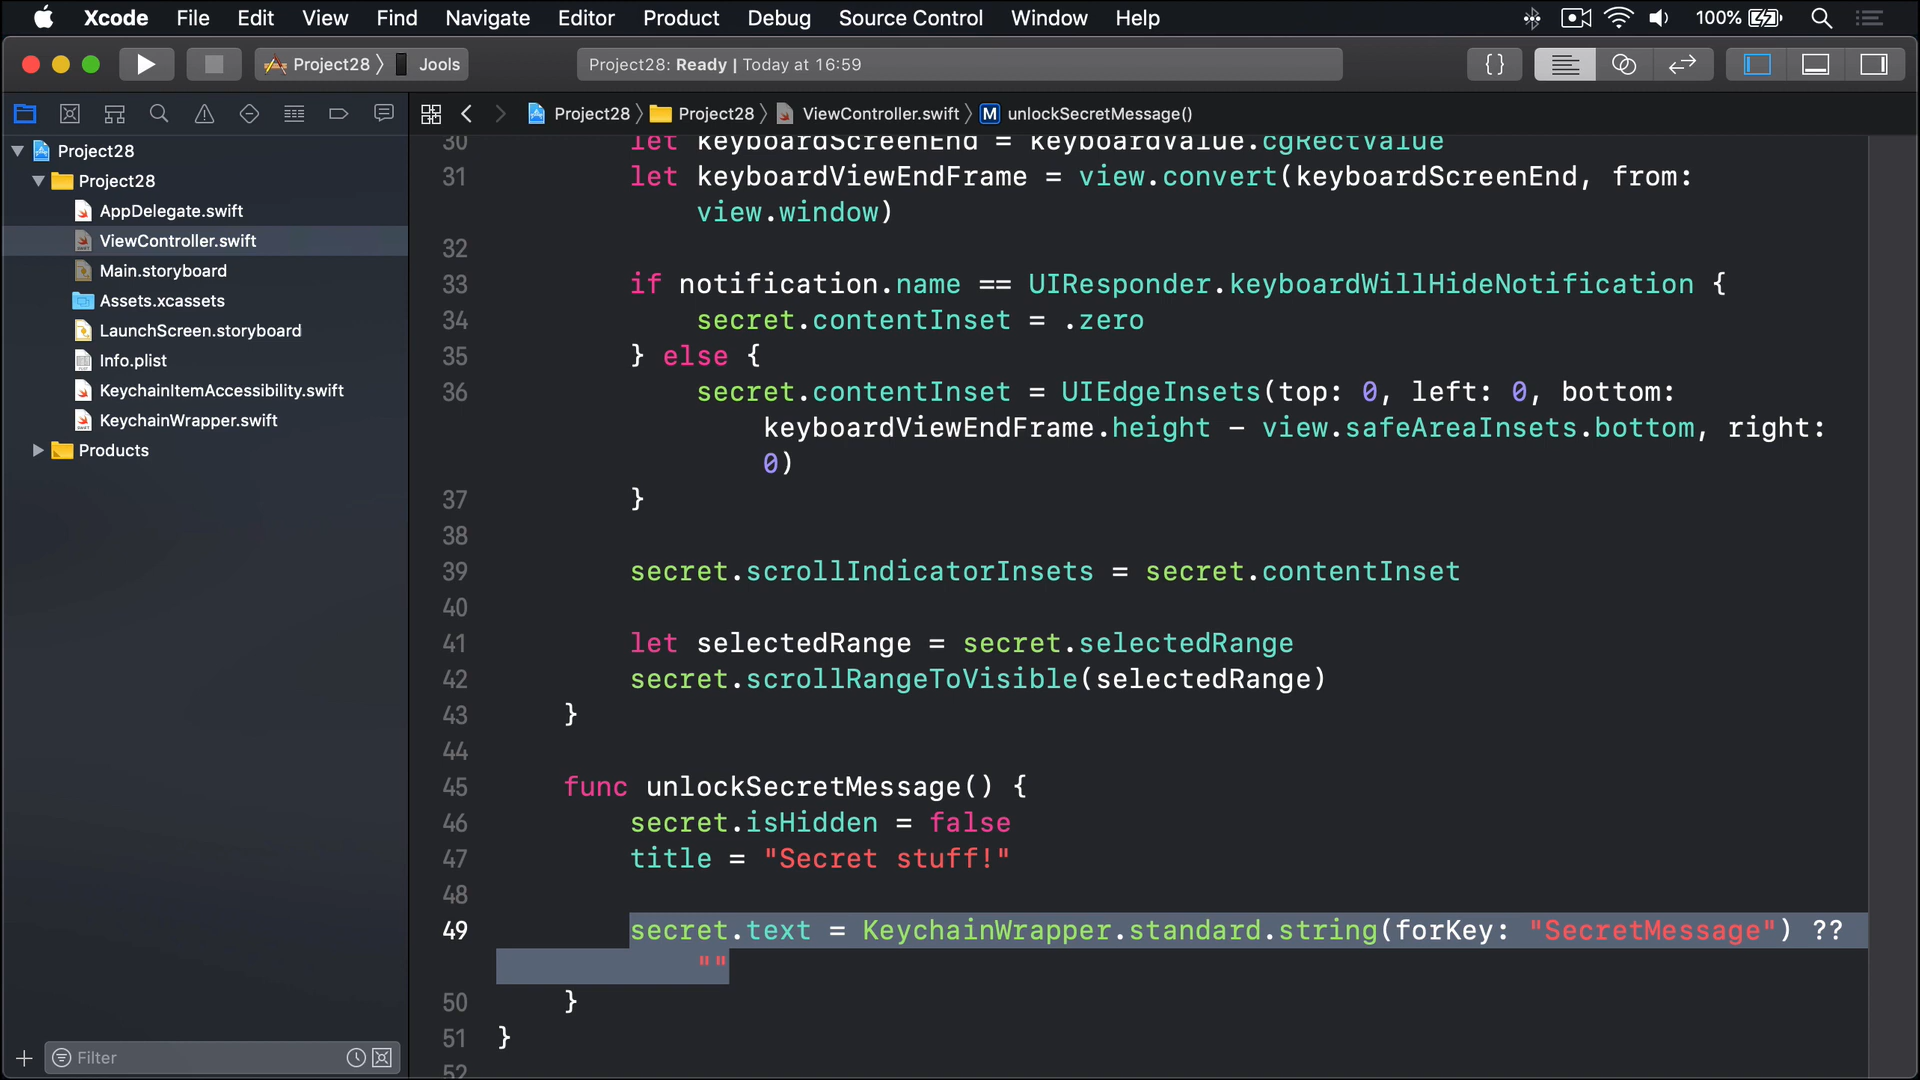 Xcode File Edit View Find Navigate Editor Product Debug Source Control Window Help 100%
Project28 Jools
Project28: Ready | Today at 16:59
Project28 Project28 ViewController.swift M unlockSecretMessage()
Project28
Project28
AppDelegate.swift
ViewController.swift
Main.storyboard
Assets.xcassets
LaunchScreen.storyboard
Info.plist
KeychainItemAccessibility.swift
KeychainWrapper.swift
Products
Filter
30 let keyboardScreenEnd = keyboardValue.cgRectValue
31 let keyboardViewEndFrame = view.convert(keyboardScreenEnd, from:
view.window)
32
33 if notification.name == UIResponder.keyboardWillHideNotification {
34 secret.contentInset = .zero
35 } else {
36 secret.contentInset = UIEdgeInsets(top: 0, left: 0, bottom:
keyboardViewEndFrame.height - view.safeAreaInsets.bottom, right:
0)
37 }
38
39 secret.scrollIndicatorInsets = secret.contentInset
40
41 let selectedRange = secret.selectedRange
42 secret.scrollRangeToVisible(selectedRange)
43 }
44
45 func unlockSecretMessage() {
46 secret.isHidden = false
47 title = "Secret stuff!"
48
49 secret.text = KeychainWrapper.standard.string(forKey: "SecretMessage") ??
""
50 }
51 }
52